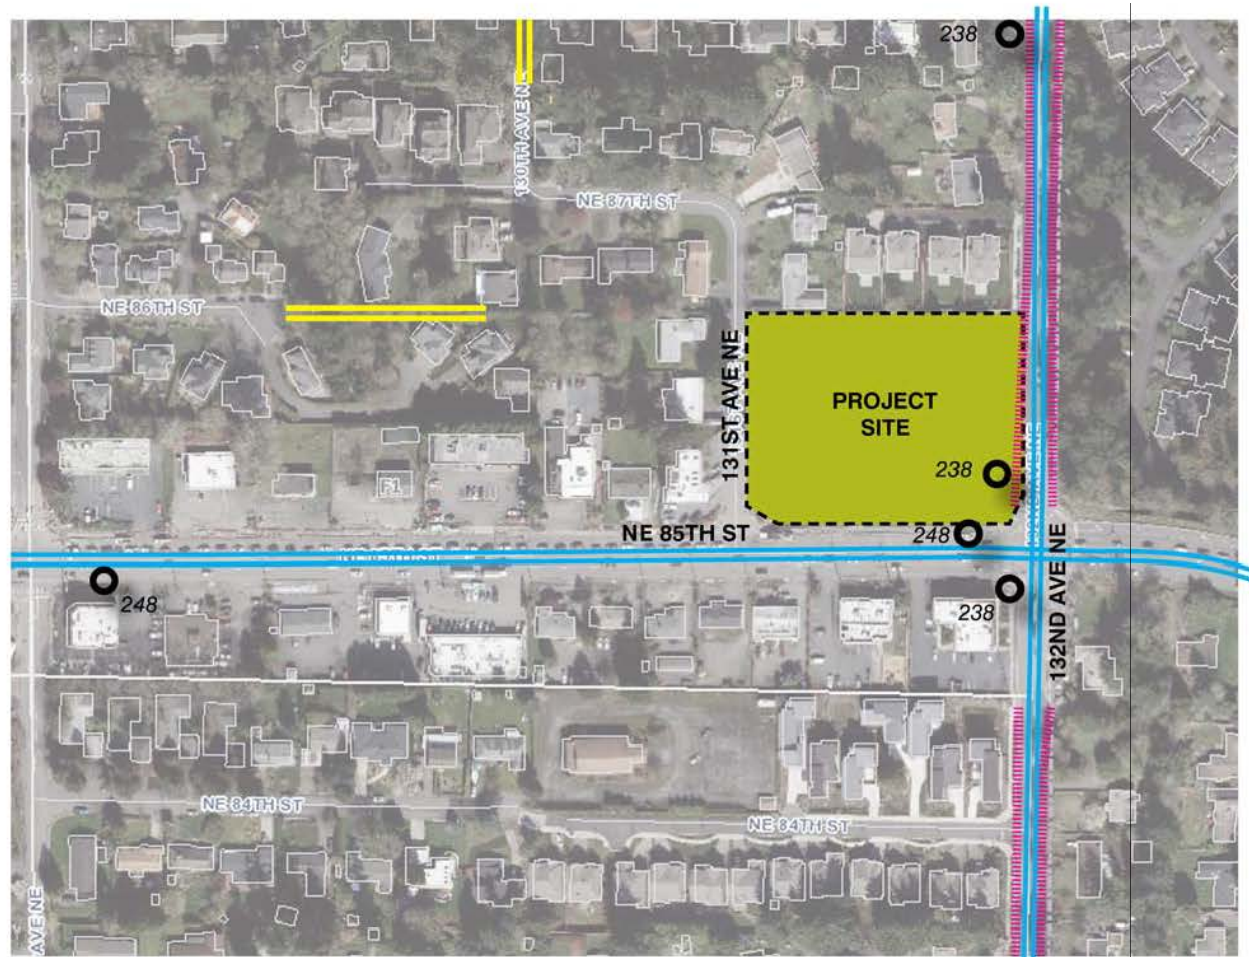 238
130TH AVE NE
NE 87TH ST
NE 86TH ST
131ST AVE NE
PROJECT
SITE
238
F1
NE 85TH ST
248
248
238
132ND AVE NE
NE 84TH ST
NE 84TH ST
AVE NE